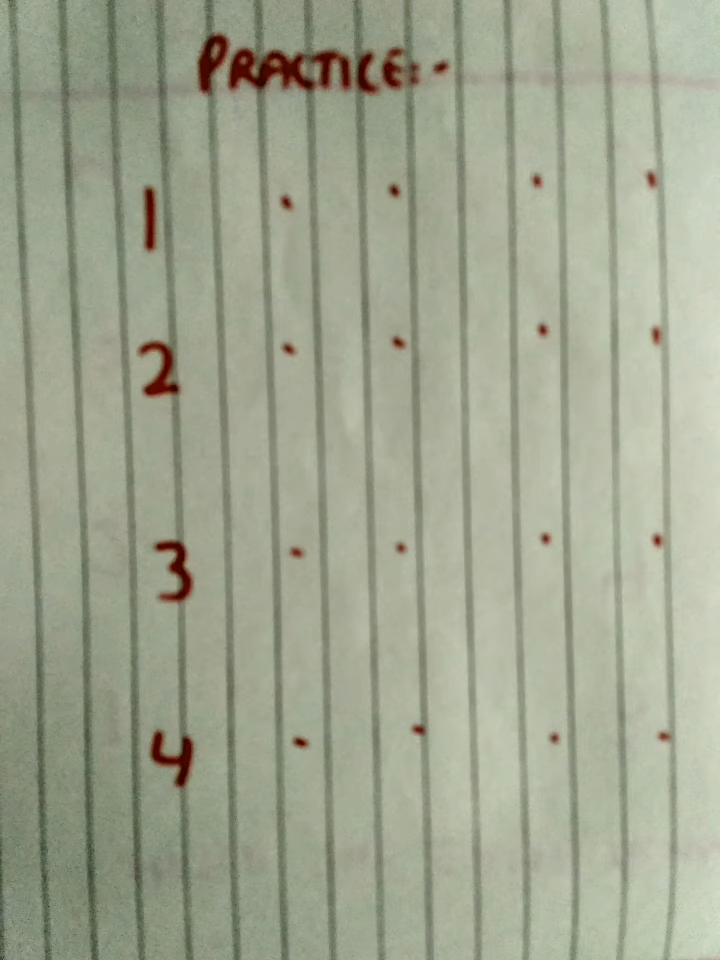 PRACTICE:-
1 . . . .
2 . . . .
3 . . . .
4 . . . .